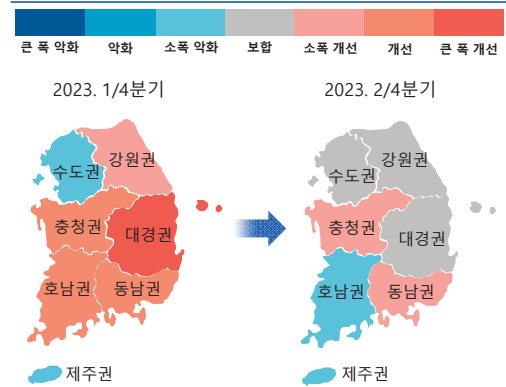 큰 폭 악화 악화 소폭 악화 보합 소폭 개선 개선 큰 폭 개선
2023. 1/4분기 2023. 2/4분기
수도권 강원권 충청권 대경권 호남권 동남권 제주권
수도권 강원권 충청권 대경권 호남권 동남권 제주권